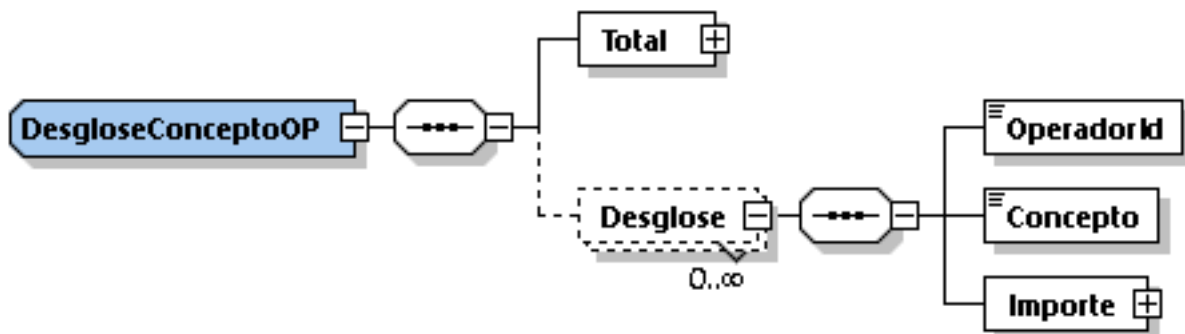 Total
DesgloseConceptoOP
OperadorId
Desglose
Concepto
0..∞
Importe